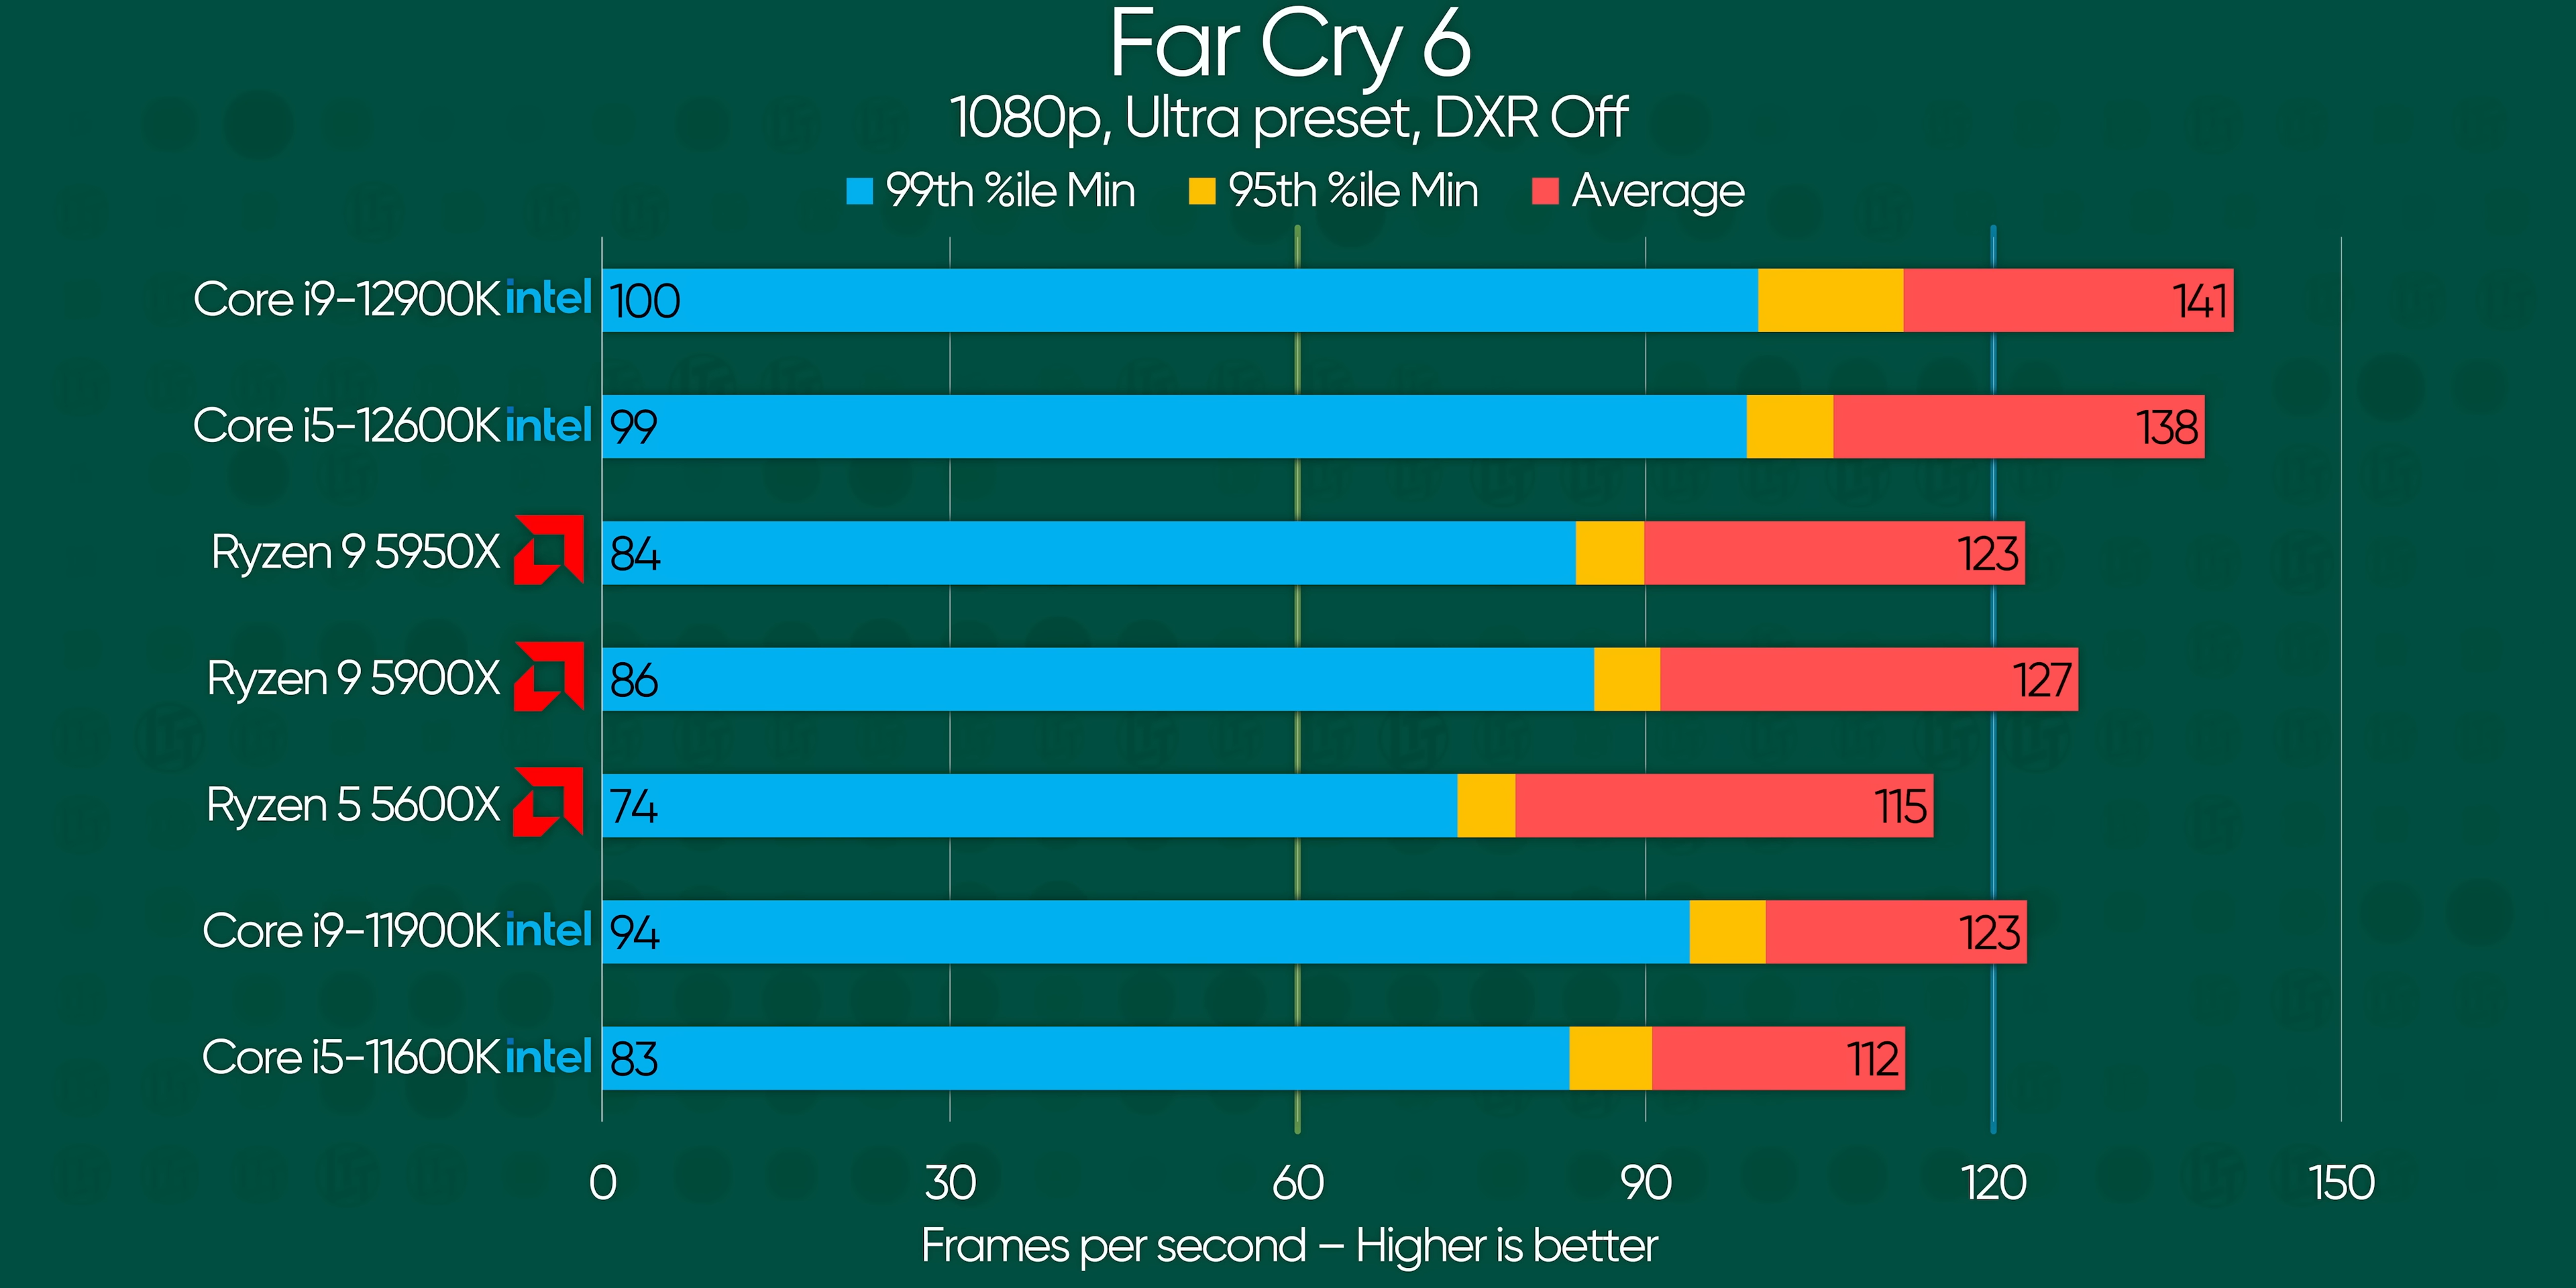 Far Cry 6
1080p, Ultra preset, DXR Off
99th %ile Min 95th %ile Min Average
Core i9-12900K intel 100 141
Core i5-12600K intel 99 138
Ryzen 9 5950X 84 123
Ryzen 9 5900X 86 127
Ryzen 5 5600X 74 115
Core i9-11900K intel 94 123
Core i5-11600K intel 83 112
0 30 60 90 120 150
Frames per second – Higher is better